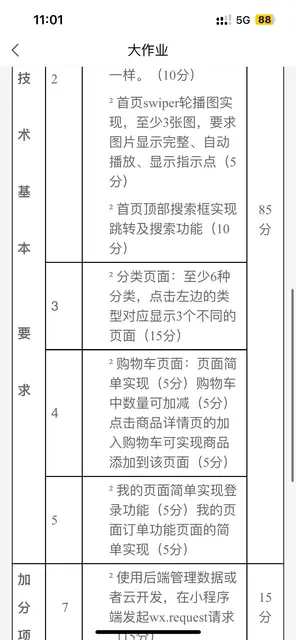 11:01
5G 88
大作业
技
术
基
本
要
求
2
一样。（10分）
² 首页swiper轮播图实
现，至少3张图，要求
图片显示完整、自动
播放、显示指示点（5
分）
² 首页顶部搜索框实现
跳转及搜索功能（10
分）
85
分
3
² 分类页面：至少6种
分类，点击左边的类
型对应显示3个不同的
页面（15分）
4
² 购物车页面：页面简
单实现（5分）购物车
中数量可加减（5分）
点击商品详情页的加
入购物车可实现商品
添加到该页面（5分）
5
² 我的页面简单实现登
录功能（5分）我的页
面订单功能页面的简
单实现（5分）
加
分
项
7
² 使用后端管理数据或
者云开发，在小程序
端发起wx.request请求
（15分）
15
分